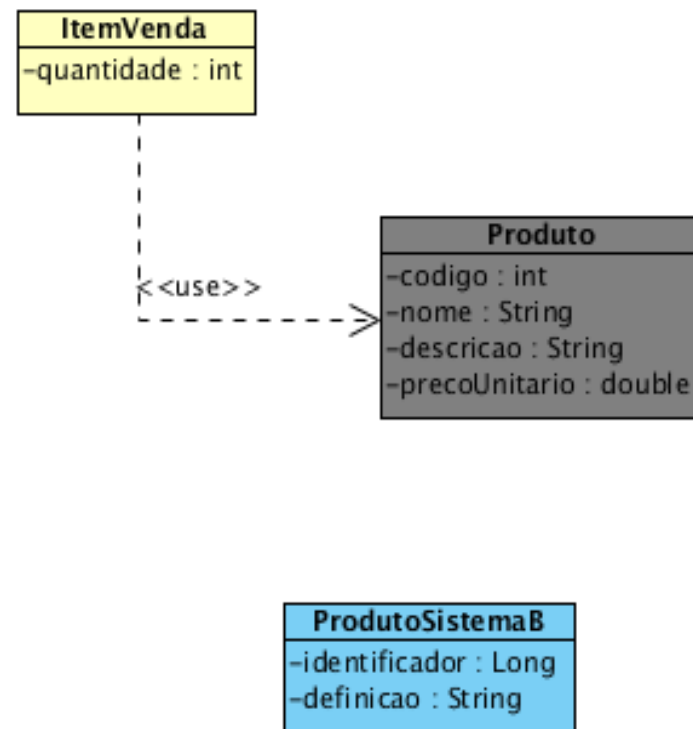 ItemVenda
-quantidade : int
<<use>>
Produto
-codigo : int
-nome : String
-descricao : String
-precoUnitario : double
ProdutoSistemaB
-identificador : Long
-definicao : String